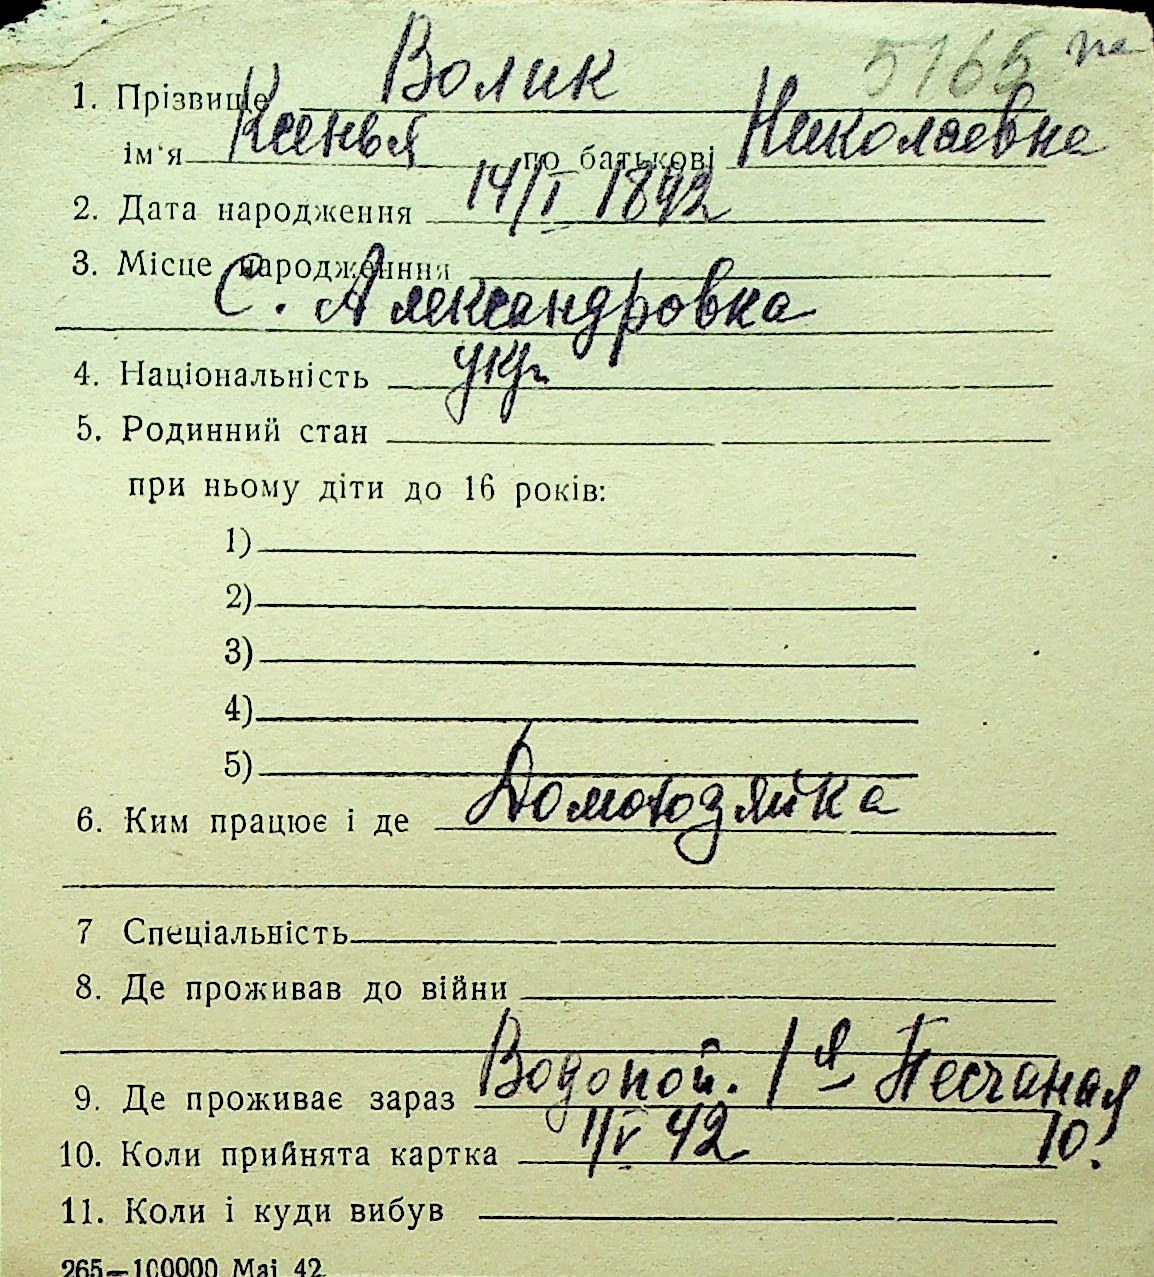 5165
1. Прізвище Волик
ім'я Ксенья по батькові Николаевна
2. Дата народження 14/I 1892
3. Місце народженння
С. Александровка
4. Національність укр
5. Родинний стан
при ньому діти до 16 років:
1)
2)
3)
4)
5)
6. Ким працює і де Домохозяйка
7 Спеціальність
8. Де проживав до війни
9. Де проживає зараз Водопой. 1я Песчаная
10. Коли прийнята картка 1/V 42 10.
11. Коли і куди вибув
265—100000 Маі 42